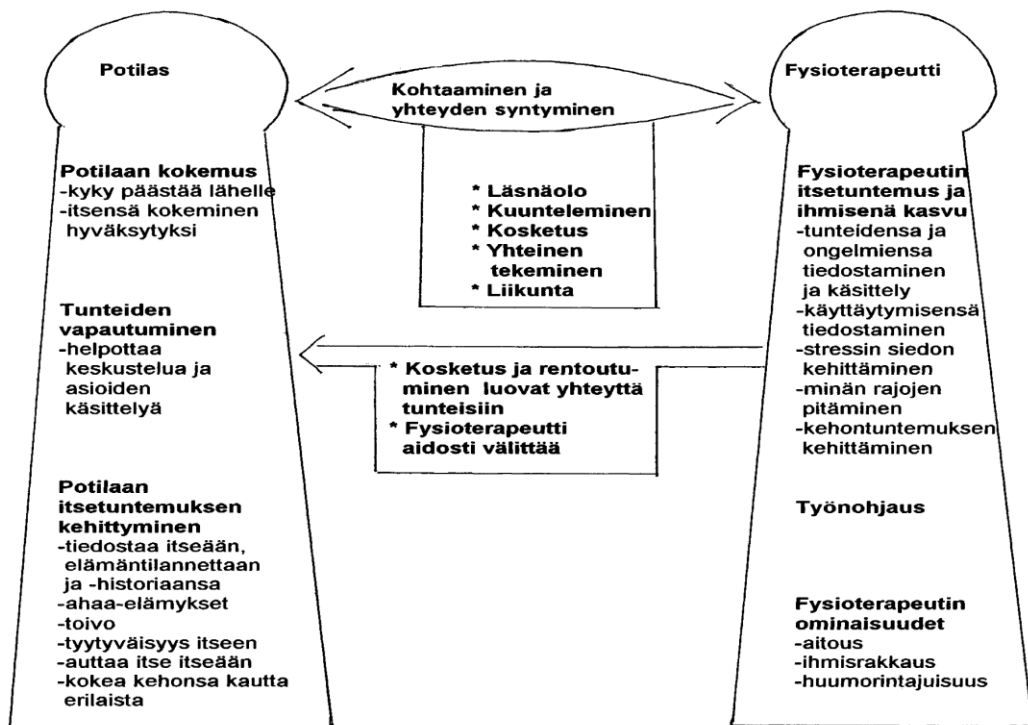 Potilas
Potilaan kokemus
-kyky päästää lähelle
-itsensä kokeminen
hyväksytyksi
Tunteiden
vapautuminen
-helpottaa
keskustelua ja
asioiden
käsittelyä
Potilaan
itsetuntemuksen
kehittyminen
-tiedostaa itseään,
elämäntilannettaan
ja -historiaansa
-ahaa-elämykset
-toivo
-tyytyväisyys itseen
-auttaa itse itseään
-kokea kehonsa kautta
erilaista
Kohtaaminen ja
yhteyden syntyminen
* Läsnäolo
* Kuunteleminen
* Kosketus
* Yhteinen
tekeminen
* Liikunta
* Kosketus ja rentoutu-
minen luovat yhteyttä
tunteisiin
* Fysioterapeutti
aidosti välittää
Fysioterapeutti
Fysioterapeutin
itsetuntemus ja
ihmisenä kasvu
-tunteidensa ja
ongelmiensa
tiedostaminen
ja käsittely
-käyttäytymisensä
tiedostaminen
-stressin siedon
kehittäminen
-minän rajojen
pitäminen
-kehontuntemuksen
kehittäminen
Työnohjaus
Fysioterapeutin
ominaisuudet
-aitous
-ihmisrakkaus
-huumorintajuisuus